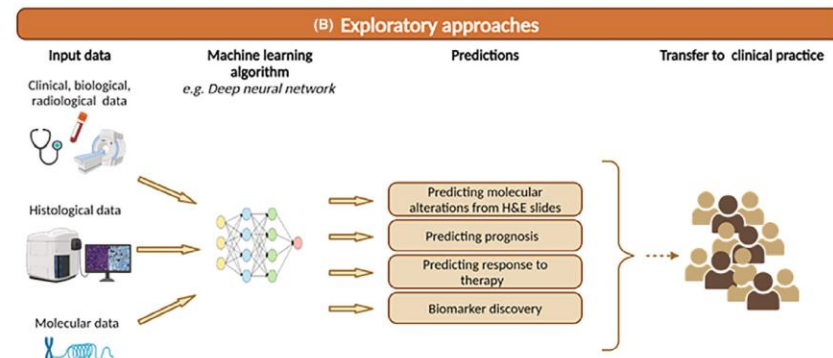 (B) Exploratory approaches
Input data
Machine learning
algorithm
e.g. Deep neural network
Predictions
Transfer to clinical practice
Clinical, biological,
radiological data
Histological data
Molecular data
Predicting molecular
alterations from H&E slides
Predicting prognosis
Predicting response to
therapy
Biomarker discovery